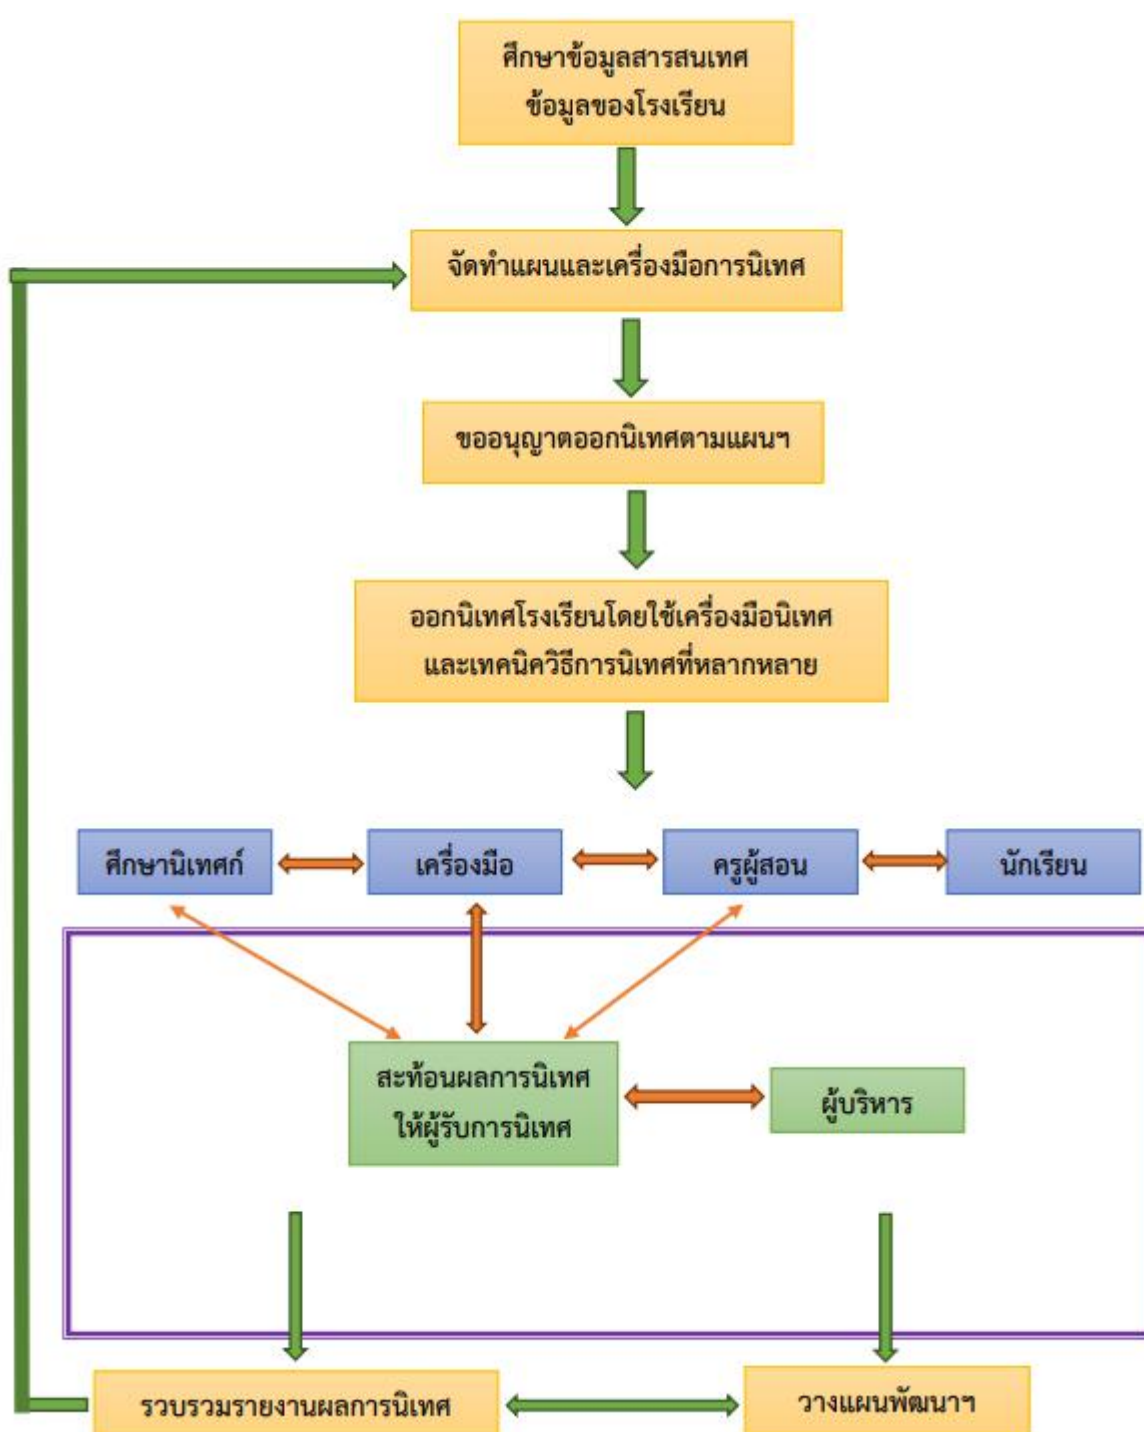 ศึกษาข้อมูลสารสนเทศ
ข้อมูลของโรงเรียน
จัดทำแผนและเครื่องมือการนิเทศ
ขออนุญาตออกนิเทศตามแผนฯ
ออกนิเทศโรงเรียนโดยใช้เครื่องมือนิเทศ
และเทคนิควิธีการนิเทศที่หลากหลาย
ศึกษานิเทศก์
เครื่องมือ
ครูผู้สอน
นักเรียน
สะท้อนผลการนิเทศ
ให้ผู้รับการนิเทศ
ผู้บริหาร
รวบรวมรายงานผลการนิเทศ
วางแผนพัฒนาฯ